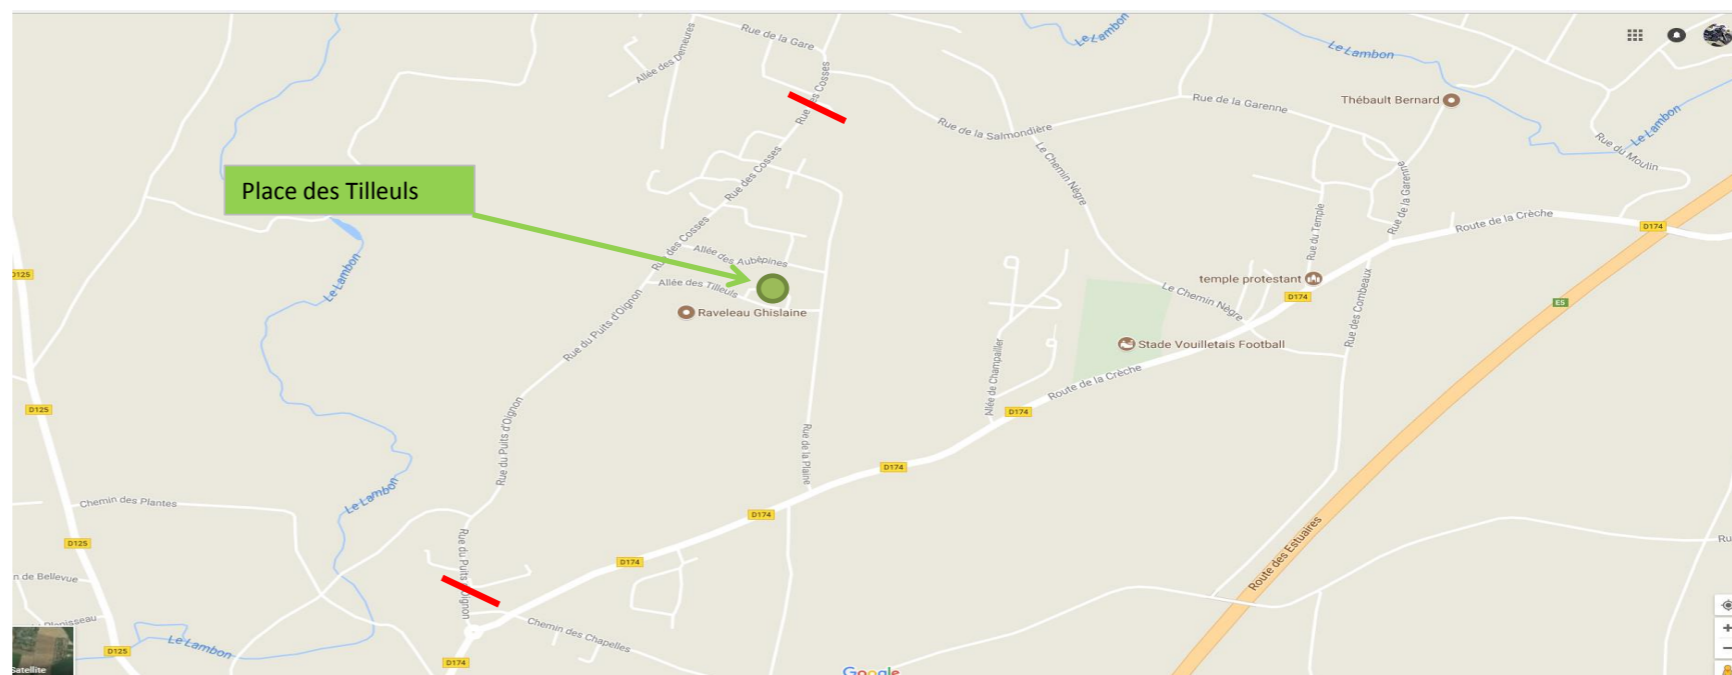 Rue de la Gare
Le Lambon
Le Lambon
Allée des Demeures
Rue des Cosses
Rue de la Garenne
Thébault Bernard
Rue de la Salmondière
Le Lambon
Rue du Moulin
Le Chemin Nègre
Place des Tilleuls
Rue des Cosses
Rue de la Garenne
Route de la Crèche
D174
Rue des Cosses
Rue du Temple
Allée des Aubépines
D125
temple protestant
Allée des Tilleuls
Le Lambon
Le Chemin Nègre
D174
E5
Raveleau Ghislaine
Rue du Puits d'Oignon
Rue des Combeaux
Stade Vouilletais Football
Allée de Champailler
Route de la Crèche
D125
D174
Rue du Puits d'Oignon
Rue de la Plaine
D174
Le Lambon
Chemin des Plantes
D174
D125
Route des Estuaires
Ru
Rue du Puits d'Oignon
D174
n de Bellevue
Chemin des Chapelles
Le Lambon
D125
D174
Satellite
Google